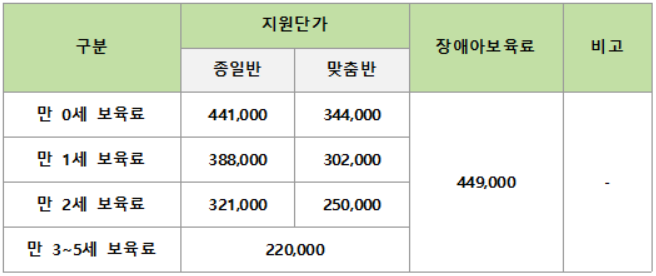 구분 지원단가 장애아보육료 비고
종일반 맞춤반
만 0세 보육료 441,000 344,000
만 1세 보육료 388,000 302,000
449,000 -
만 2세 보육료 321,000 250,000
만 3~5세 보육료 220,000